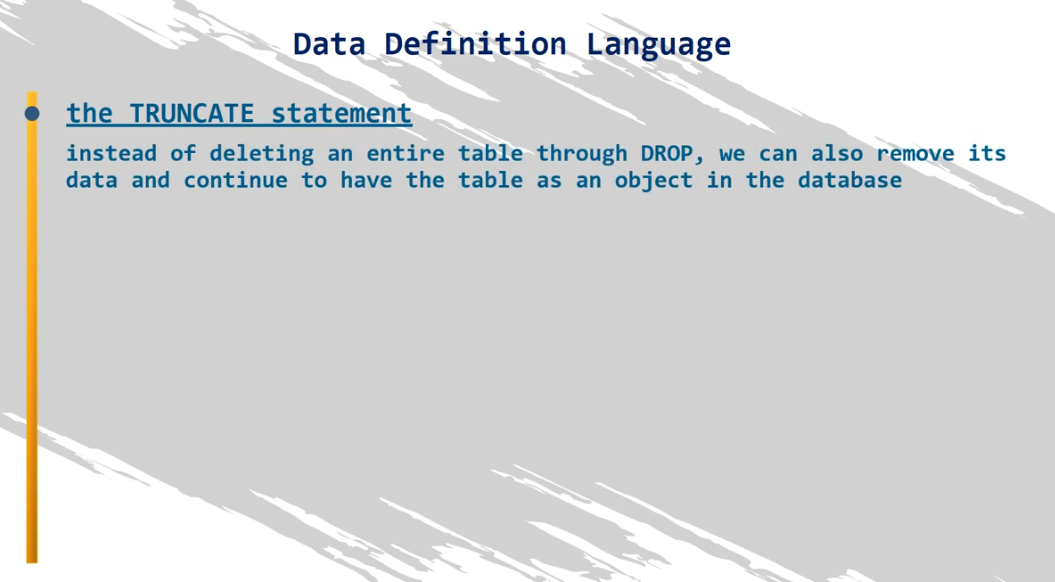 Data Definition Language
the TRUNCATE statement
instead of deleting an entire table through DROP, we can also remove its
data and continue to have the table as an object in the database